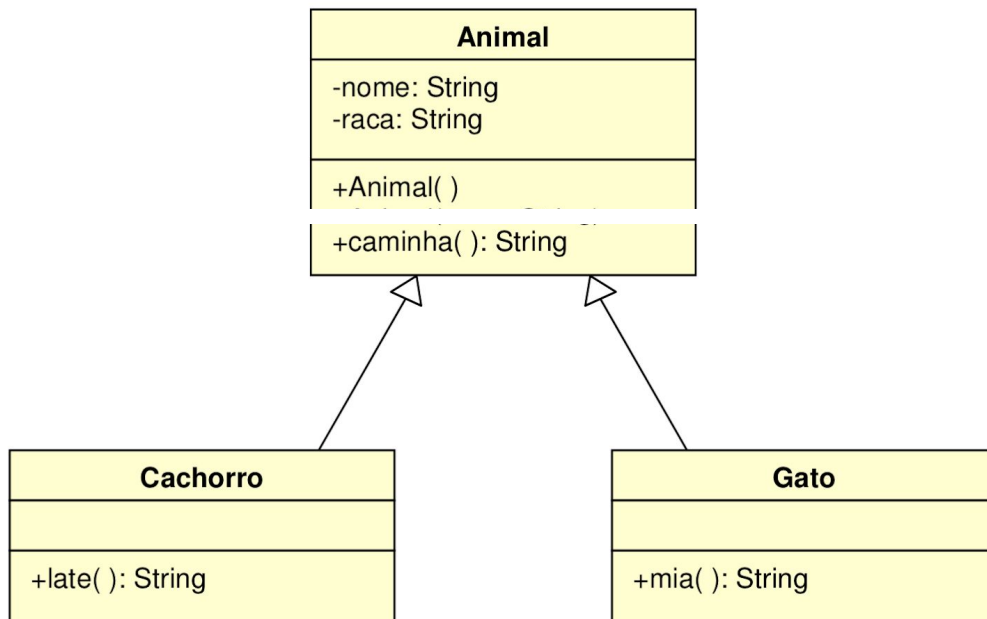 Animal
-nome: String
-raca: String
+Animal( )
+caminha( ): String
Cachorro
+late( ): String
Gato
+mia( ): String